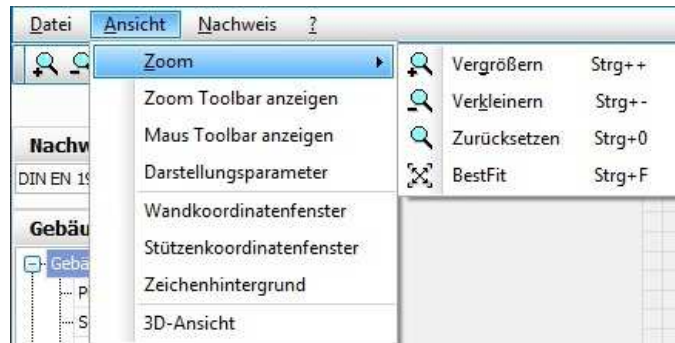 Datei Ansicht Nachweis ?
Zoom
Zoom Toolbar anzeigen
Maus Toolbar anzeigen
Darstellungsparameter
Wandkoordinatenfenster
Stützenkoordinatenfenster
Zeichenhintergrund
3D-Ansicht
Vergrößern Strg++
Verkleinern Strg+-
Zurücksetzen Strg+0
BestFit Strg+F
Nachw
DIN EN 19
Gebäu
Gebä
P
S